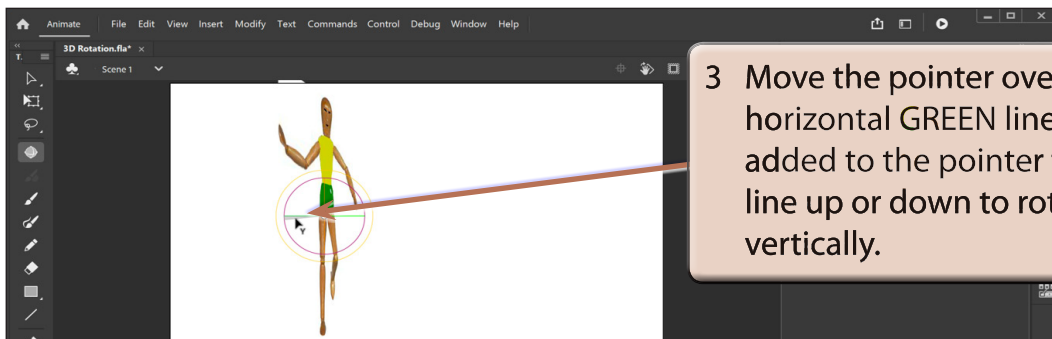 Animate File Edit View Insert Modify Text Commands Control Debug Window Help
3D Rotation.fla* ×
T.
Scene 1
3 Move the pointer ove
horizontal GREEN line
added to the pointer
line up or down to rot
vertically.
Y